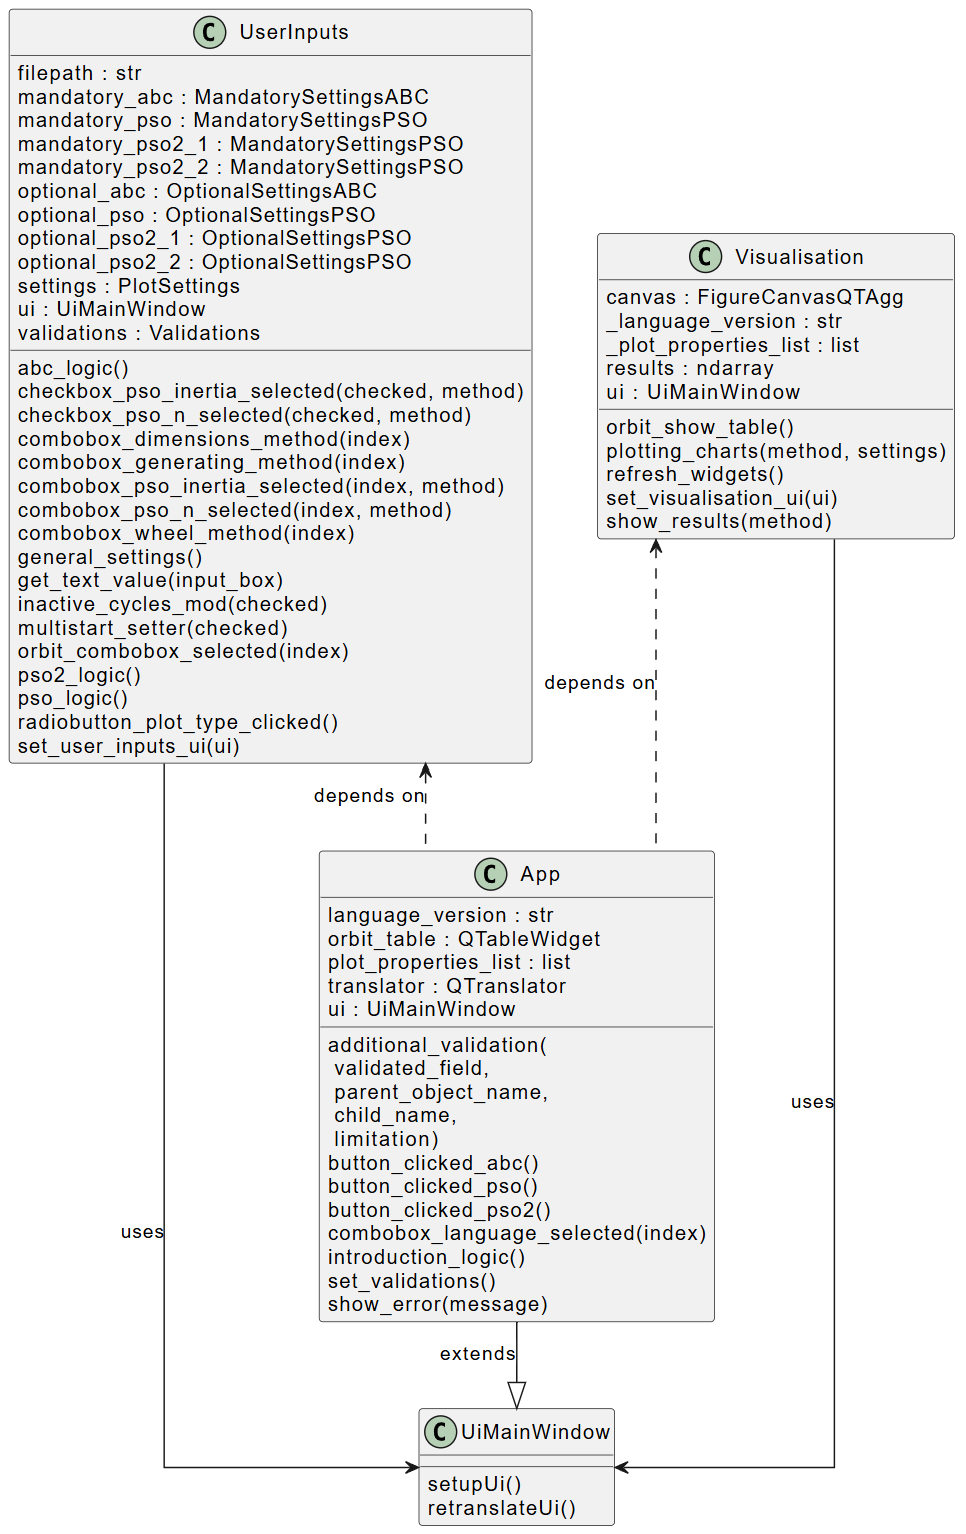 C UserInputs
filepath : str
mandatory_abc : MandatorySettingsABC
mandatory_pso : MandatorySettingsPSO
mandatory_pso2_1 : MandatorySettingsPSO
mandatory_pso2_2 : MandatorySettingsPSO
optional_abc : OptionalSettingsABC
optional_pso : OptionalSettingsPSO
optional_pso2_1 : OptionalSettingsPSO
optional_pso2_2 : OptionalSettingsPSO
settings : PlotSettings
ui : UiMainWindow
validations : Validations
abc_logic()
checkbox_pso_inertia_selected(checked, method)
checkbox_pso_n_selected(checked, method)
combobox_dimensions_method(index)
combobox_generating_method(index)
combobox_pso_inertia_selected(index, method)
combobox_pso_n_selected(index, method)
combobox_wheel_method(index)
general_settings()
get_text_value(input_box)
inactive_cycles_mod(checked)
multistart_setter(checked)
orbit_combobox_selected(index)
pso2_logic()
pso_logic()
radiobutton_plot_type_clicked()
set_user_inputs_ui(ui)
C Visualisation
canvas : FigureCanvasQTAgg
_language_version : str
_plot_properties_list : list
results : ndarray
ui : UiMainWindow
orbit_show_table()
plotting_charts(method, settings)
refresh_widgets()
set_visualisation_ui(ui)
show_results(method)
depends on
depends on
C App
language_version : str
orbit_table : QTableWidget
plot_properties_list : list
translator : QTranslator
ui : UiMainWindow
additional_validation(
validated_field,
parent_object_name,
child_name,
limitation)
button_clicked_abc()
button_clicked_pso()
button_clicked_pso2()
combobox_language_selected(index)
introduction_logic()
set_validations()
show_error(message)
uses
uses
extends
C UiMainWindow
setupUi()
retranslateUi()